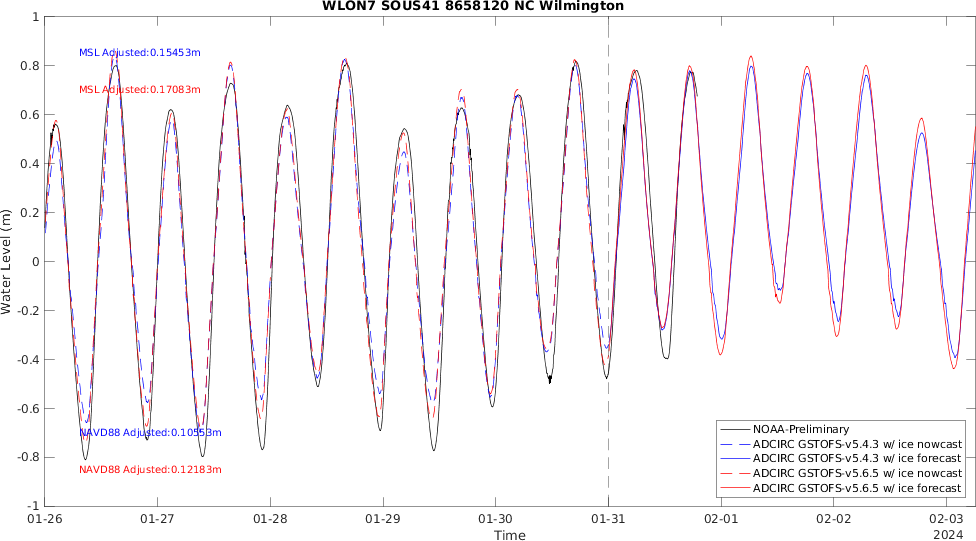 WLON7 SOUS41 8658120 NC Wilmington
Water Level (m)
1
0.8
0.6
0.4
0.2
0
-0.2
-0.4
-0.6
-0.8
-1
MSL Adjusted:0.15453m
MSL Adjusted:0.17083m
NAVD88 Adjusted:0.10553m
NAVD88 Adjusted:0.12183m
NOAA-Preliminary
ADCIRC GSTOFS-v5.4.3 w/ ice nowcast
ADCIRC GSTOFS-v5.4.3 w/ ice forecast
ADCIRC GSTOFS-v5.6.5 w/ ice nowcast
ADCIRC GSTOFS-v5.6.5 w/ ice forecast
01-26 01-27 01-28 01-29 01-30 01-31 02-01 02-02 02-03
Time
2024